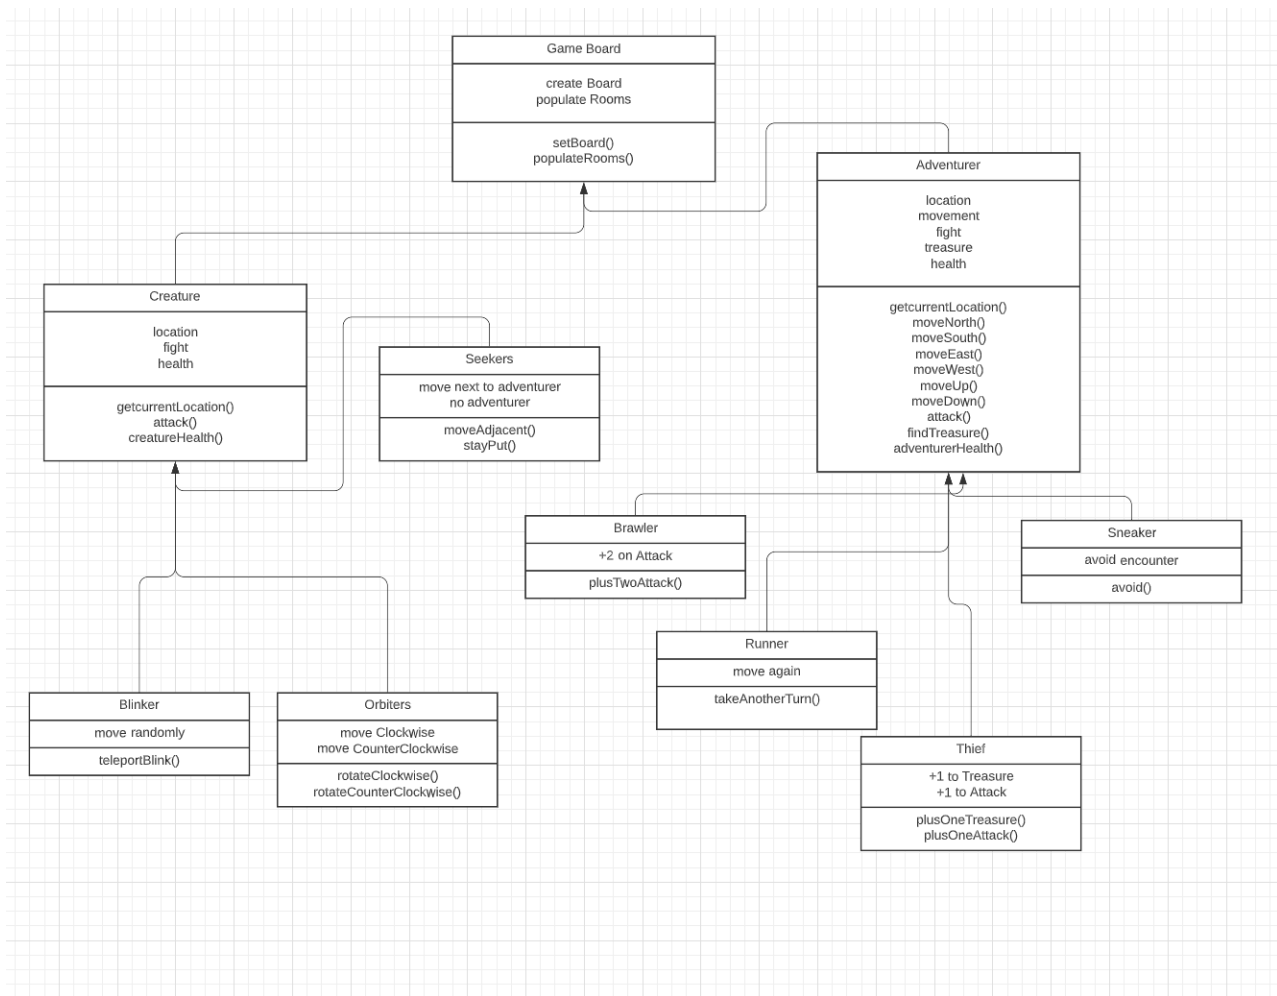 Game Board
create Board
populate Rooms
setBoard()
populateRooms()
Adventurer
location
movement
fight
treasure
health
getcurrentLocation()
moveNorth()
moveSouth()
moveEast()
moveWest()
moveUp()
moveDown()
attack()
findTreasure()
adventurerHealth()
Creature
location
fight
health
getcurrentLocation()
attack()
creatureHealth()
Seekers
move next to adventurer
no adventurer
moveAdjacent()
stayPut()
Brawler
+2 on Attack
plusTwoAttack()
Sneaker
avoid encounter
avoid()
Runner
move again
takeAnotherTurn()
Blinker
move randomly
teleportBlink()
Orbiters
move Clockwise
move CounterClockwise
rotateClockwise()
rotateCounterClockwise()
Thief
+1 to Treasure
+1 to Attack
plusOneTreasure()
plusOneAttack()